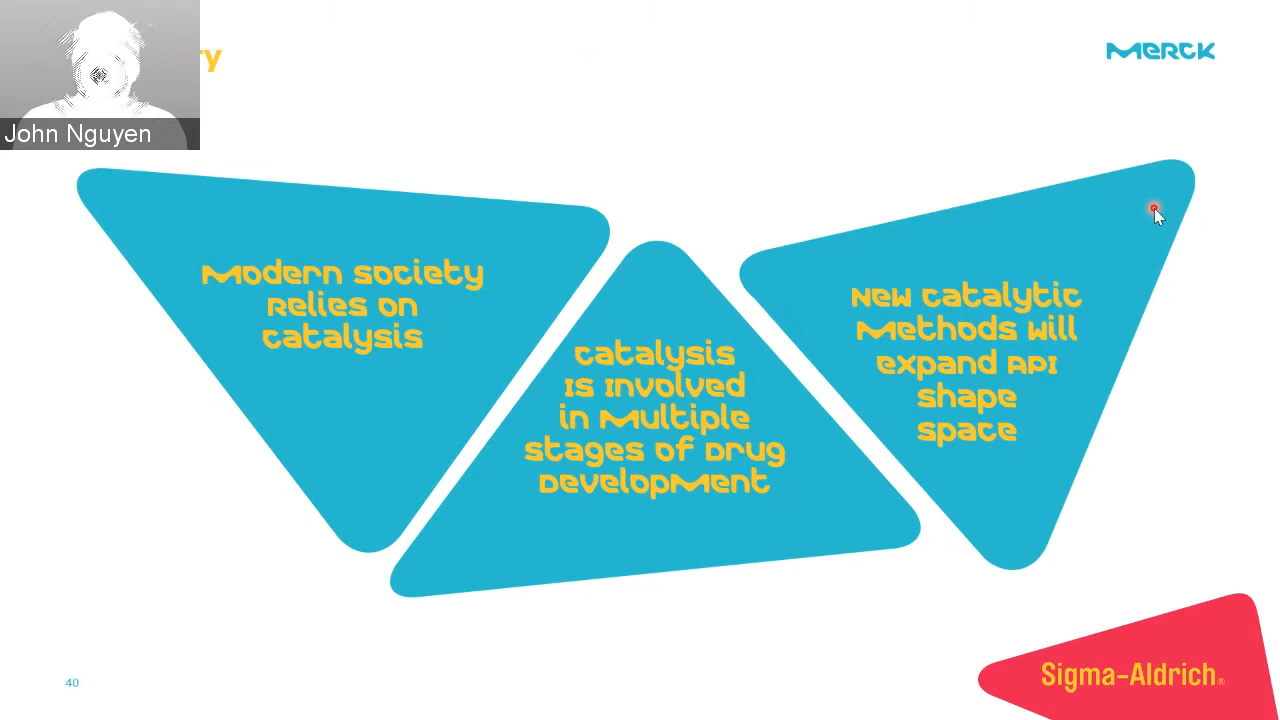 MERCK
John Nguyen
Modern society
relies on
catalysis
catalysis
is involved
in multiple
stages of drug
development
New catalytic
methods will
expand API
shape
space
40
Sigma-Aldrich®